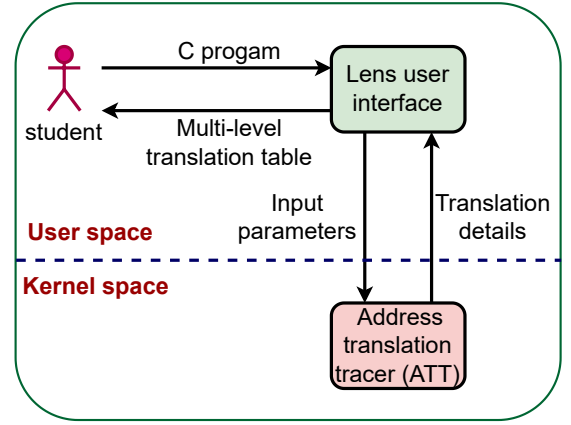 C progam
Lens user
interface
student
Multi-level
translation table
Input
parameters
Translation
details
User space
Kernel space
Address
translation
tracer (ATT)